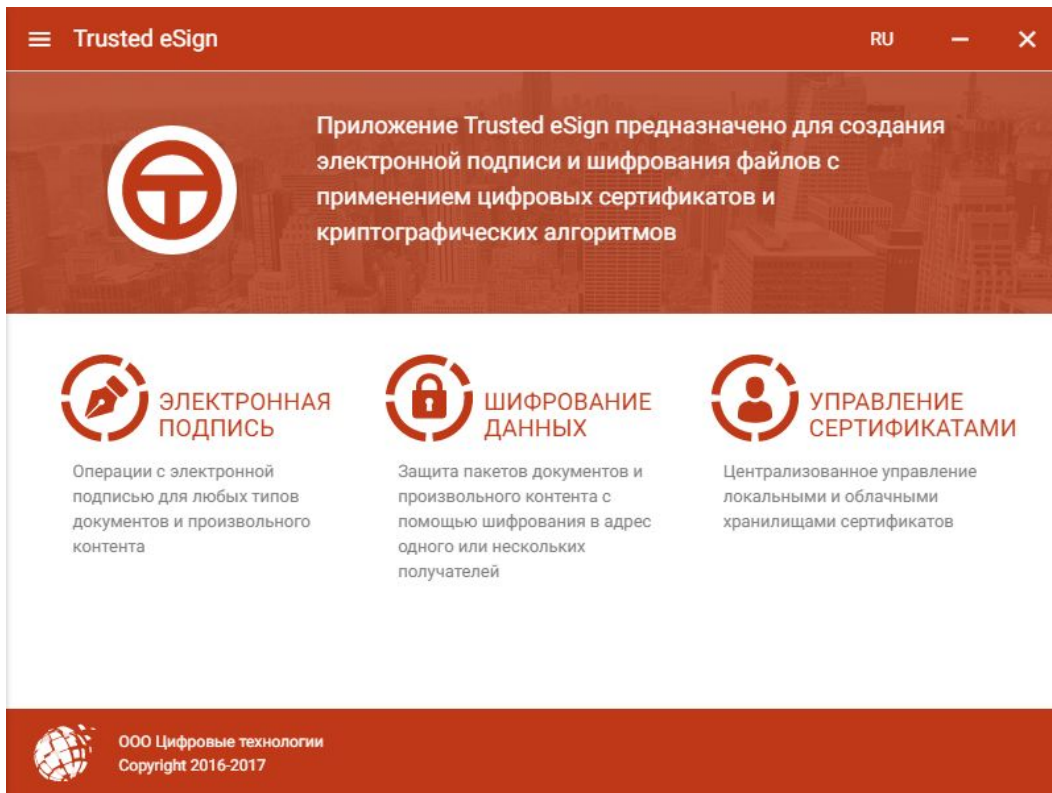 Trusted eSign
RU
Приложение Trusted eSign предназначено для создания
электронной подписи и шифрования файлов с
применением цифровых сертификатов и
криптографических алгоритмов
ЭЛЕКТРОННАЯ
ПОДПИСЬ
Операции с электронной
подписью для любых типов
документов и произвольного
контента
ШИФРОВАНИЕ
ДАННЫХ
Защита пакетов документов и
произвольного контента с
помощью шифрования в адрес
одного или нескольких
получателей
УПРАВЛЕНИЕ
СЕРТИФИКАТАМИ
Централизованное управление
локальными и облачными
хранилищами сертификатов
ООО Цифровые технологии
Copyright 2016-2017